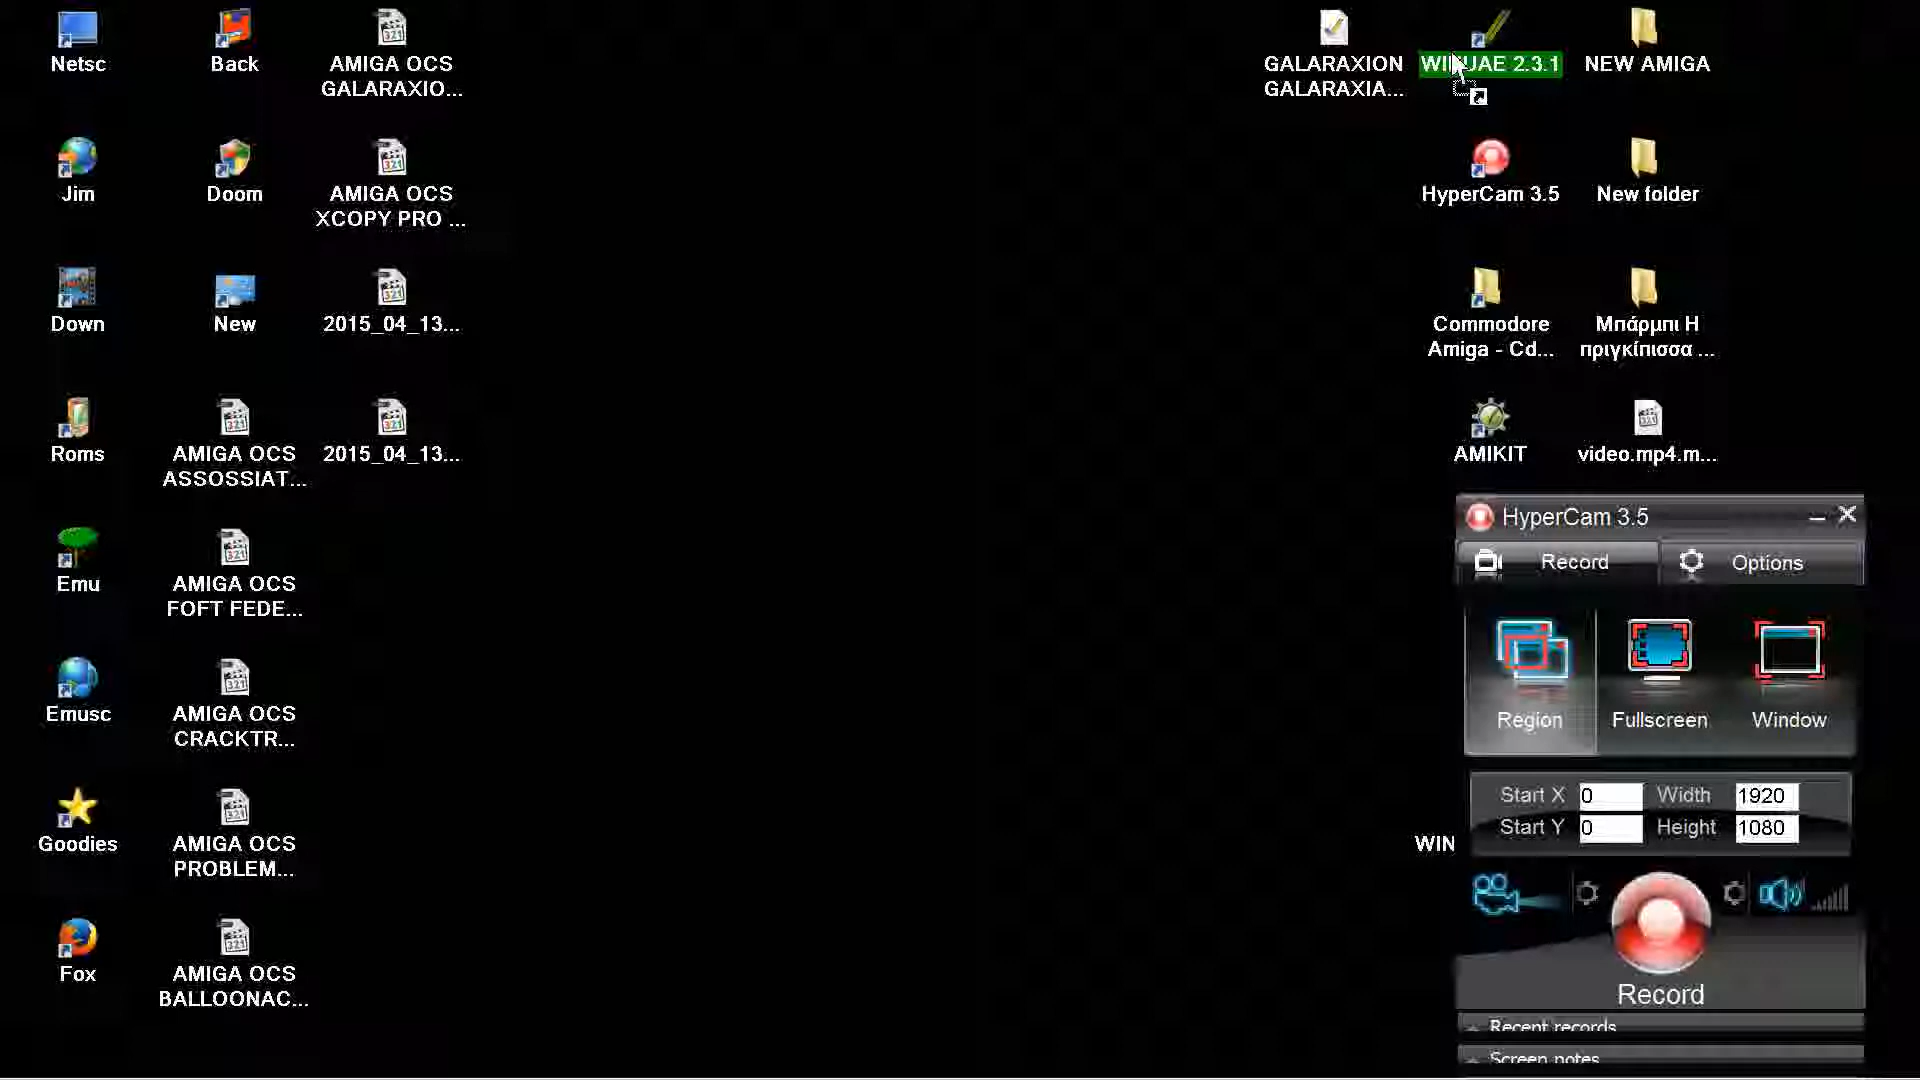 Netsc
Back
AMIGA OCS
GALARAXIO...
GALARAXION
GALARAXIA...
WINUAE 2.3.1
NEW AMIGA
Jim
Doom
AMIGA OCS
XCOPY PRO ...
HyperCam 3.5
New folder
Down
New
2015_04_13...
Commodore
Amiga - Cd...
Μπάρμπι Η
πριγκίπισσα ...
Roms
AMIGA OCS
ASSOSSIAT...
2015_04_13...
AMIKIT
video.mp4.m...
Emu
AMIGA OCS
FOFT FEDE...
Emusc
AMIGA OCS
CRACKTR...
Goodies
AMIGA OCS
PROBLEM...
Fox
AMIGA OCS
BALLOONAC...
WIN
HyperCam 3.5
Record
Options
Region
Fullscreen
Window
Start X 0 Width 1920
Start Y 0 Height 1080
Record
Recent records
Screen notes